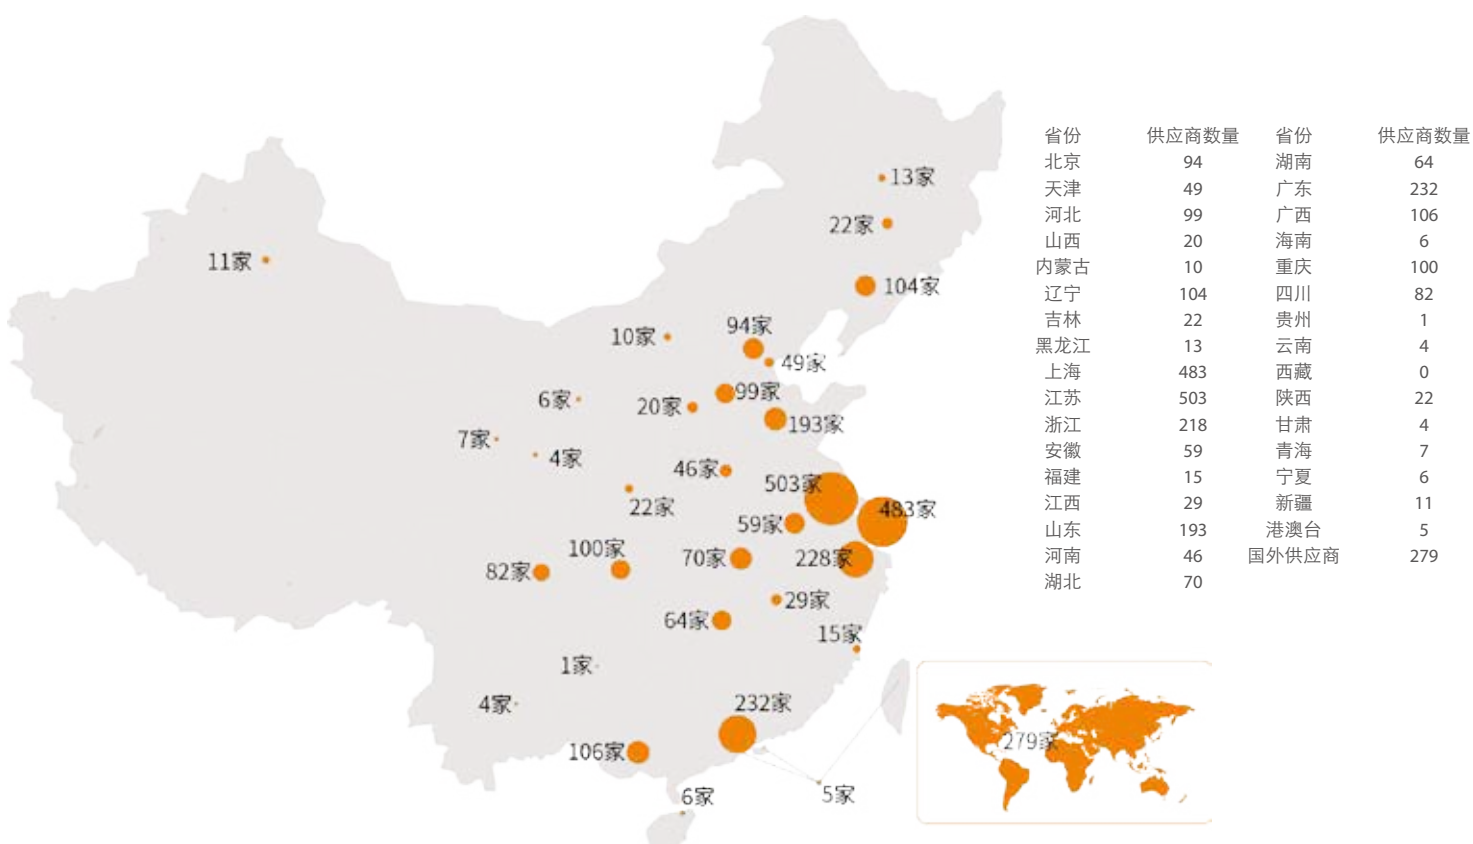 13家
22家
11家
104家
94家
10家
49家
99家
6家
20家
193家
7家
4家
46家
503家
22家
483家
59家
100家
70家
228家
82家
29家
64家
15家
1家
4家
232家
106家
279家
5家
6家
省份 供应商数量 省份 供应商数量
北京 94 湖南 64
天津 49 广东 232
河北 99 广西 106
山西 20 海南 6
内蒙古 10 重庆 100
辽宁 104 四川 82
吉林 22 贵州 1
黑龙江 13 云南 4
上海 483 西藏 0
江苏 503 陕西 22
浙江 218 甘肃 4
安徽 59 青海 7
福建 15 宁夏 6
江西 29 新疆 11
山东 193 港澳台 5
河南 46 国外供应商 279
湖北 70